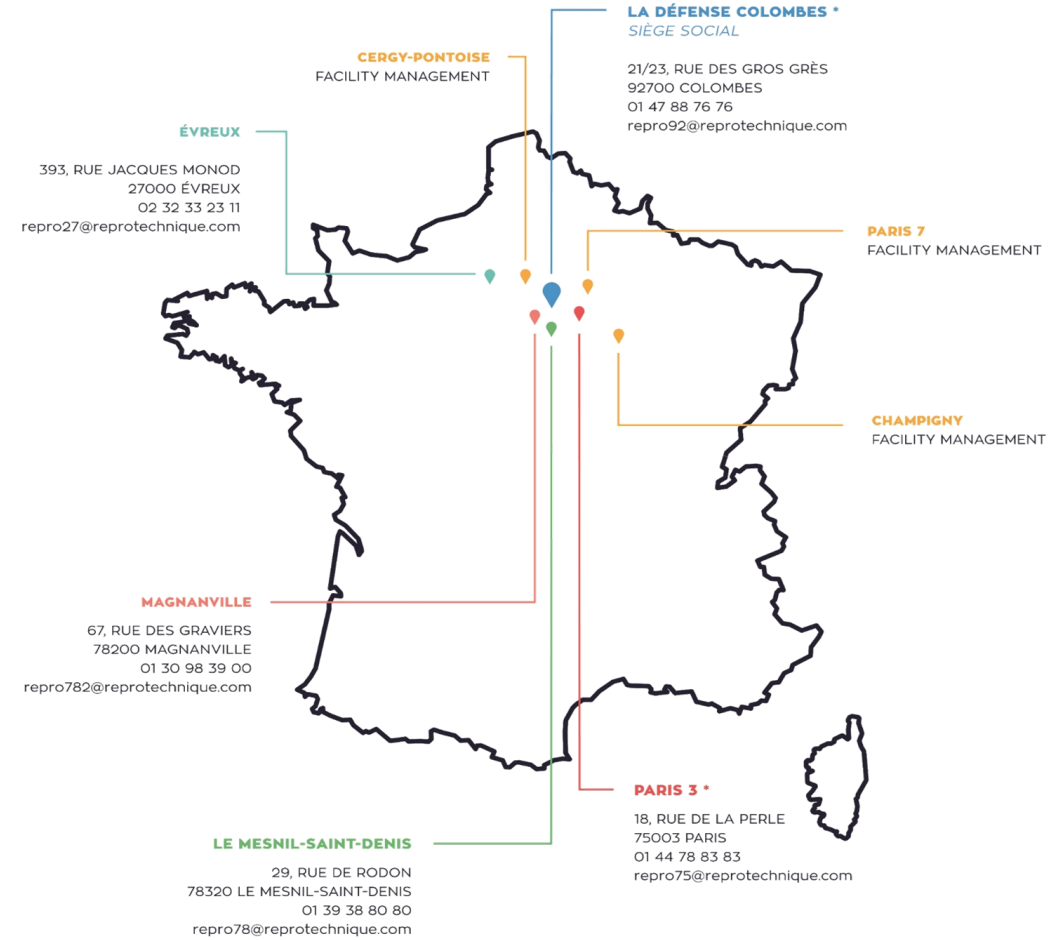 LA DÉFENSE COLOMBES *
SIÈGE SOCIAL
21/23, RUE DES GROS GRÈS
92700 COLOMBES
01 47 88 76 76
repro92@reprotechnique.com
CERGY-PONTOISE
FACILITY MANAGEMENT
ÉVREUX
393, RUE JACQUES MONOD
27000 ÉVREUX
02 32 33 23 11
repro27@reprotechnique.com
PARIS 7
FACILITY MANAGEMENT
CHAMPIGNY
FACILITY MANAGEMENT
MAGNANVILLE
67, RUE DES GRAVIERS
78200 MAGNANVILLE
01 30 98 39 00
repro782@reprotechnique.com
PARIS 3 *
18, RUE DE LA PERLE
75003 PARIS
01 44 78 83 83
repro75@reprotechnique.com
LE MESNIL-SAINT-DENIS
29, RUE DE RODON
78320 LE MESNIL-SAINT-DENIS
01 39 38 80 80
repro78@reprotechnique.com